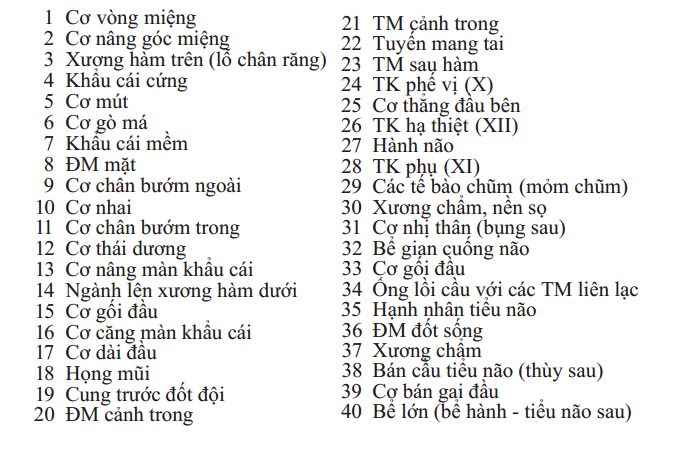 1 Cơ vòng miệng
2 Cơ nâng góc miệng
3 Xương hàm trên (lỗ chân răng)
4 Khẩu cái cứng
5 Cơ mút
6 Cơ gò má
7 Khẩu cái mềm
8 ĐM mặt
9 Cơ chân bướm ngoài
10 Cơ nhai
11 Cơ chân bướm trong
12 Cơ thái dương
13 Cơ nâng màn khẩu cái
14 Ngành lên xương hàm dưới
15 Cơ gối đầu
16 Cơ căng màn khẩu cái
17 Cơ dài đầu
18 Họng mũi
19 Cung trước đốt đội
20 ĐM cảnh trong
21 TM cảnh trong
22 Tuyến mang tai
23 TM sau hàm
24 TK phế vị (X)
25 Cơ thẳng đầu bên
26 TK hạ thiệt (XII)
27 Hành não
28 TK phụ (XI)
29 Các tế bào chũm (mỏm chũm)
30 Xương chẩm, nền sọ
31 Cơ nhị thân (bụng sau)
32 Bể gian cuống não
33 Cơ gối đầu
34 Ống lồi cầu với các TM liên lạc
35 Hạnh nhân tiểu não
36 ĐM đốt sống
37 Xương chẩm
38 Bán cầu tiểu não (thùy sau)
39 Cơ bán gai đầu
40 Bể lớn (bể hành - tiểu não sau)